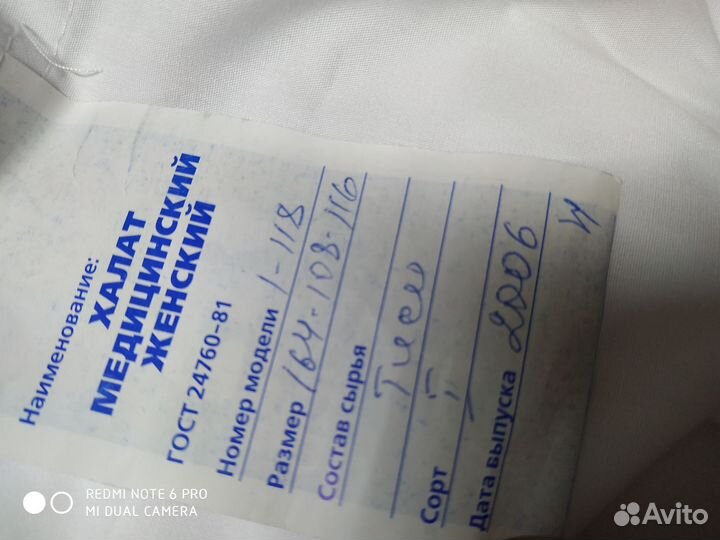 Наименование:
ХАЛАТ
МЕДИЦИНСКИЙ
ЖЕНСКИЙ
ГОСТ 24760-81
Номер модели 1-118
Размер 164-108-116
Состав сырья
Сорт
Дата выпуска 2006
REDMI NOTE 6 PRO
MI DUAL CAMERA
Avito